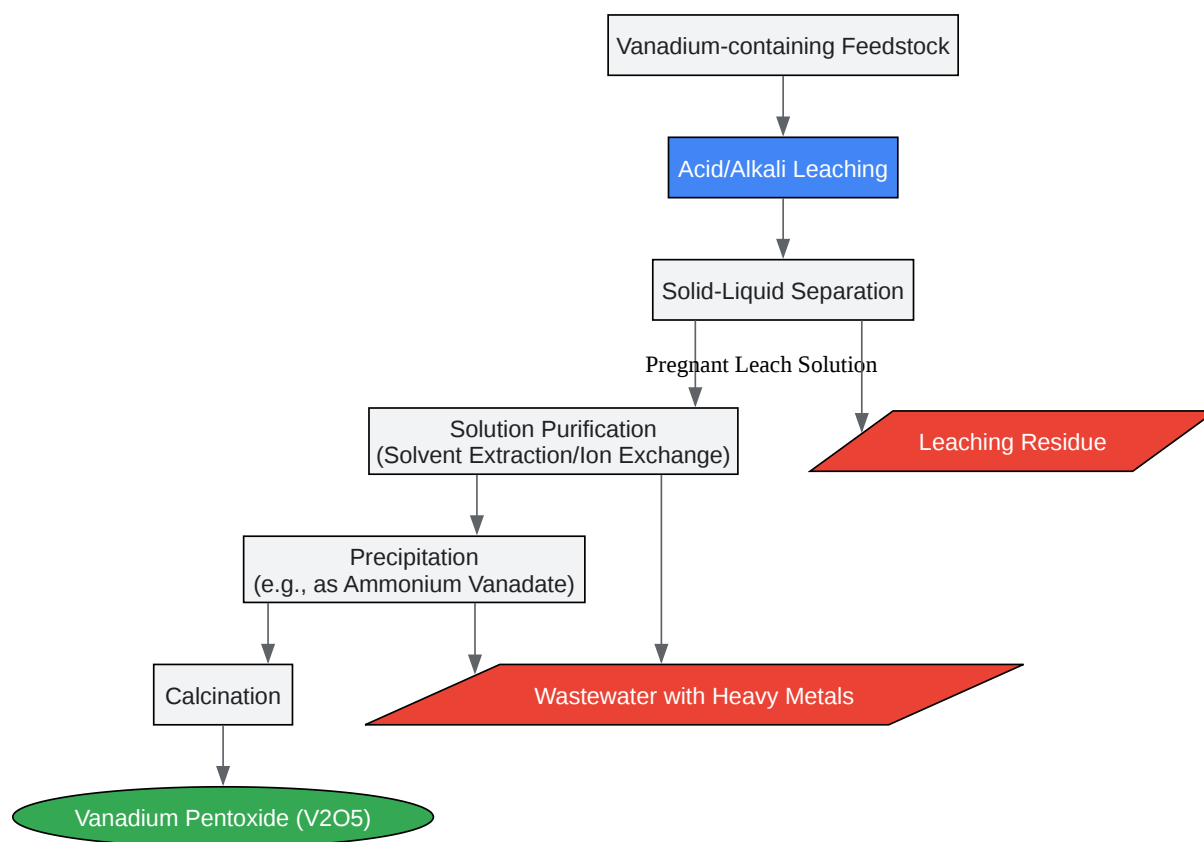 Vanadium-containing Feedstock
Acid/Alkali Leaching
Solid-Liquid Separation
Pregnant Leach Solution
Solution Purification
(Solvent Extraction/Ion Exchange)
Leaching Residue
Precipitation
(e.g., as Ammonium Vanadate)
Calcination
Wastewater with Heavy Metals
Vanadium Pentoxide (V2O5)